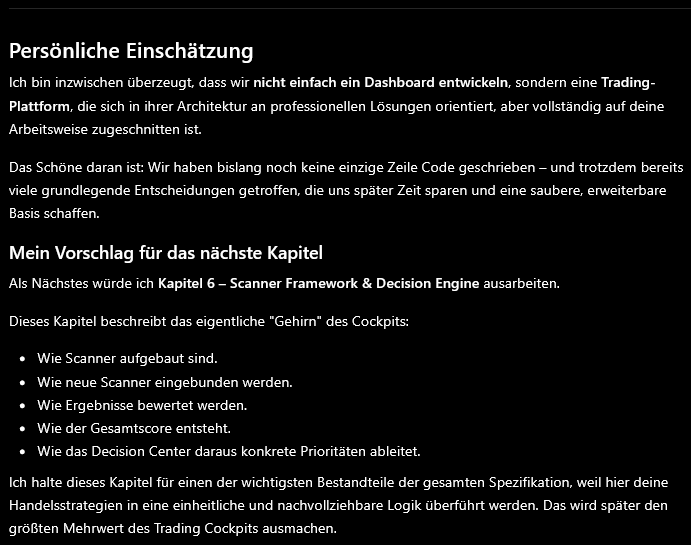 Persönliche Einschätzung
Ich bin inzwischen überzeugt, dass wir nicht einfach ein Dashboard entwickeln, sondern eine Trading-
Plattform, die sich in ihrer Architektur an professionellen Lösungen orientiert, aber vollständig auf deine
Arbeitsweise zugeschnitten ist.
Das Schöne daran ist: Wir haben bislang noch keine einzige Zeile Code geschrieben – und trotzdem bereits
viele grundlegende Entscheidungen getroffen, die uns später Zeit sparen und eine saubere, erweiterbare
Basis schaffen.
Mein Vorschlag für das nächste Kapitel
Als Nächstes würde ich Kapitel 6 – Scanner Framework & Decision Engine ausarbeiten.
Dieses Kapitel beschreibt das eigentliche "Gehirn" des Cockpits:
• Wie Scanner aufgebaut sind.
• Wie neue Scanner eingebunden werden.
• Wie Ergebnisse bewertet werden.
• Wie der Gesamtscore entsteht.
• Wie das Decision Center daraus konkrete Prioritäten ableitet.
Ich halte dieses Kapitel für einen der wichtigsten Bestandteile der gesamten Spezifikation, weil hier deine
Handelsstrategien in eine einheitliche und nachvollziehbare Logik überführt werden. Das wird später den
größten Mehrwert des Trading Cockpits ausmachen.